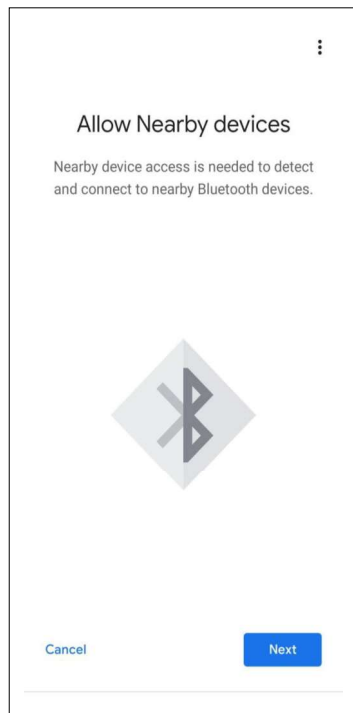 Allow Nearby devices
Nearby device access is needed to detect
and connect to nearby Bluetooth devices.
Cancel
Next